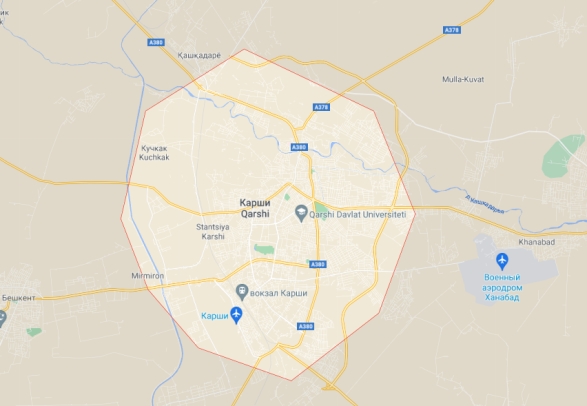 A378
A380
Қашқадарё
Mulla-Kuvat
A378
A380
Кучкак
Kuchkak
Карши
Qarshi
Qarshi Davlat Universiteti
Stantsiya
Karshi
Khanabad
A380
Mirmiron
Военный
аэродром
Ханабад
вокзал Карши
Бешкент
Карши
A380